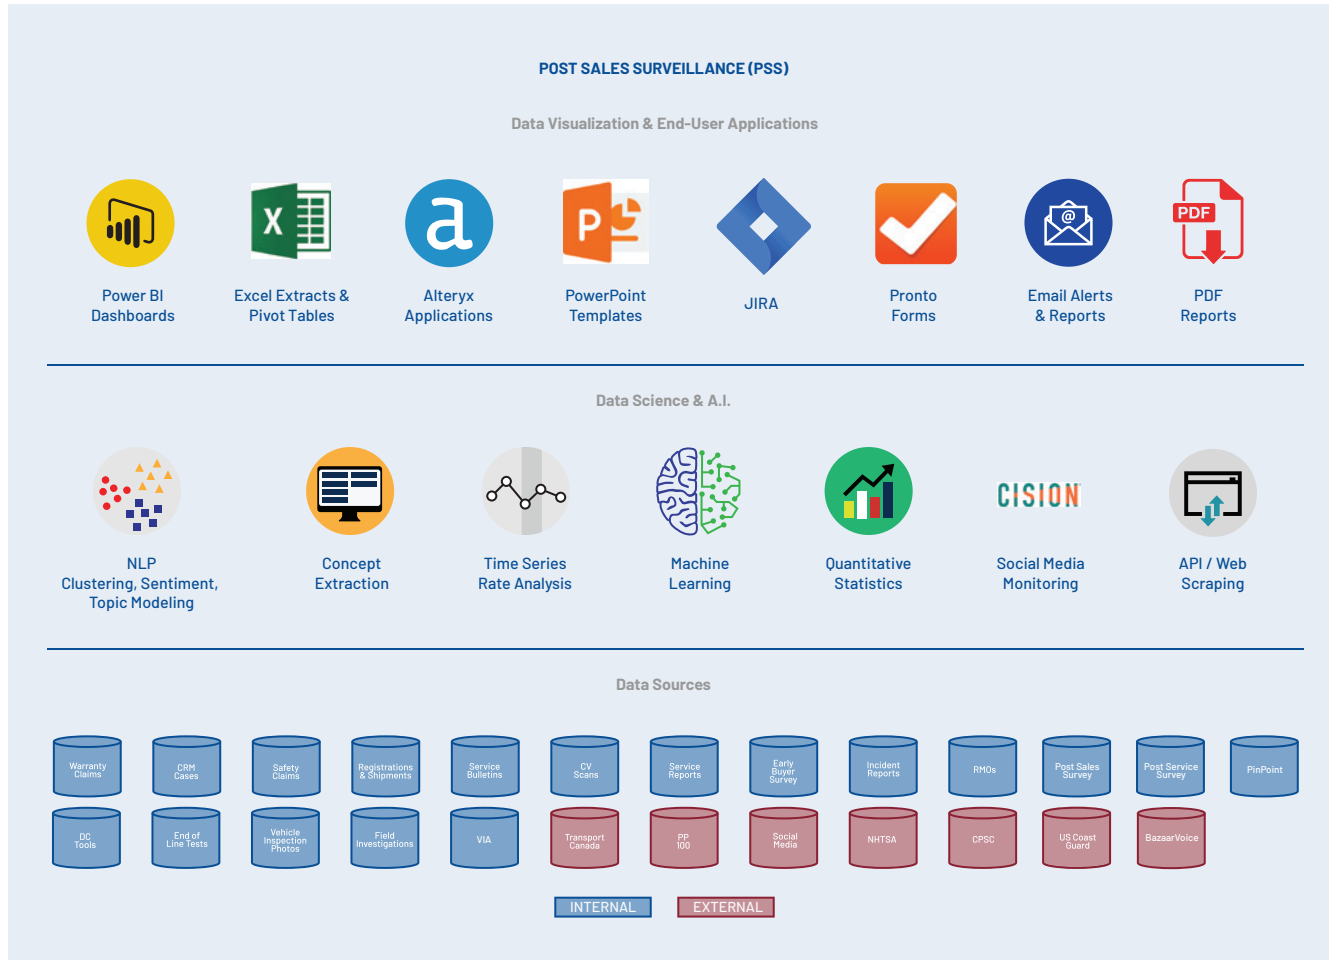 POST SALES SURVEILLANCE (PSS)
Data Visualization & End-User Applications
X
a
P
@
PDF
Power BI
Dashboards
Excel Extracts &
Pivot Tables
Alteryx
Applications
PowerPoint
Templates
JIRA
Pronto
Forms
Email Alerts
& Reports
PDF
Reports
Data Science & A.I.
CISION
NLP
Clustering, Sentiment,
Topic Modeling
Concept
Extraction
Time Series
Rate Analysis
Machine
Learning
Quantitative
Statistics
Social Media
Monitoring
API / Web
Scraping
Data Sources
Warranty
Claims
CRM
Cases
Safety
Claims
Registrations
& Shipments
Service
Bulletins
CV
Scans
Service
Reports
Early
Buyer
Survey
Incident
Reports
RMOs
Post Sales
Survey
Post Service
Survey
PinPoint
DC
Tools
End of
Line Tests
Vehicle
Inspection
Photos
Field
Investigations
VIA
Transport
Canada
PP
100
Social
Media
NHTSA
CPSC
US Coast
Guard
BazaarVoice
INTERNAL
EXTERNAL